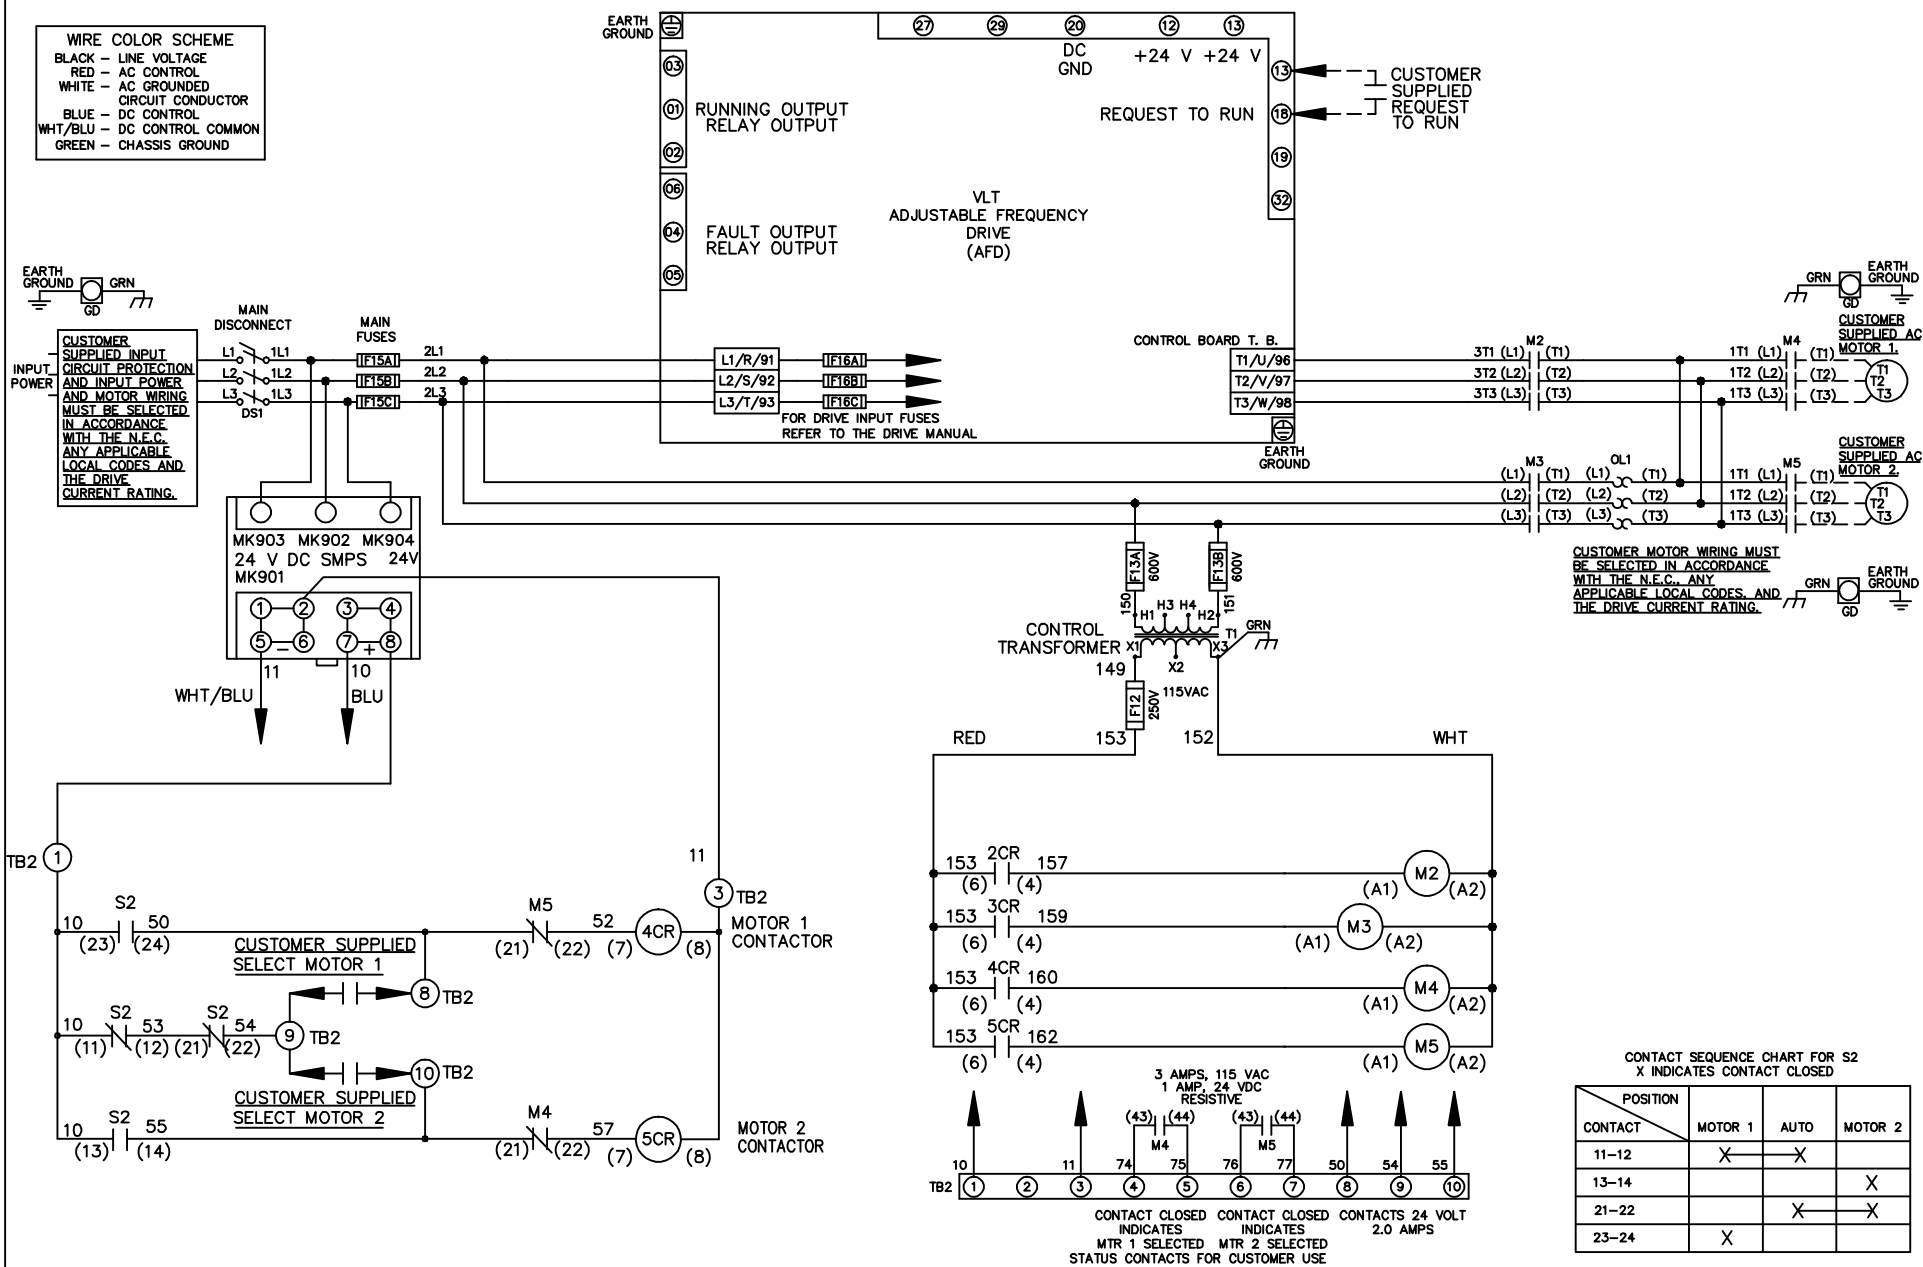 WIRE COLOR SCHEME
BLACK – LINE VOLTAGE
RED – AC CONTROL
WHITE – AC GROUNDED
CIRCUIT CONDUCTOR
BLUE – DC CONTROL
WHT/BLU – DC CONTROL COMMON
GREEN – CHASSIS GROUND
EARTH
GROUND
27 29 20 12 13
DC
GND
+24 V +24 V
03
01
02
RUNNING OUTPUT
RELAY OUTPUT
06
04
05
FAULT OUTPUT
RELAY OUTPUT
VLT
ADJUSTABLE FREQUENCY
DRIVE
(AFD)
REQUEST TO RUN
13
18
19
32
CUSTOMER
SUPPLIED
REQUEST
TO RUN
EARTH
GROUND
GRN
GD
INPUT
POWER
CUSTOMER
SUPPLIED INPUT
CIRCUIT PROTECTION
AND INPUT POWER
AND MOTOR WIRING
MUST BE SELECTED
IN ACCORDANCE
WITH THE N.E.C.
ANY APPLICABLE
LOCAL CODES AND
THE DRIVE
CURRENT RATING.
MAIN
DISCONNECT
L1 1L1
L2 1L2
L3 1L3
DS1
MAIN
FUSES
F15A 2L1
F15B 2L2
F15C 2L3
L1/R/91 F16A
L2/S/92 F16B
L3/T/93 F16C
FOR DRIVE INPUT FUSES
REFER TO THE DRIVE MANUAL
CONTROL BOARD T. B.
T1/U/96
T2/V/97
T3/W/98
EARTH
GROUND
M2
3T1 (L1) (T1)
3T2 (L2) (T2)
3T3 (L3) (T3)
M4
1T1 (L1) (T1)
1T2 (L2) (T2)
1T3 (L3) (T3)
T1
T2
T3
GRN
GD
EARTH
GROUND
CUSTOMER
SUPPLIED AC
MOTOR 1.
M3 OL1
(L1) (T1) (L1) (T1)
(L2) (T2) (L2) (T2)
(L3) (T3) (L3) (T3)
M5
1T1 (L1) (T1)
1T2 (L2) (T2)
1T3 (L3) (T3)
T1
T2
T3
CUSTOMER
SUPPLIED AC
MOTOR 2.
CUSTOMER MOTOR WIRING MUST
BE SELECTED IN ACCORDANCE
WITH THE N.E.C., ANY
APPLICABLE LOCAL CODES, AND
THE DRIVE CURRENT RATING.
GRN
GD
EARTH
GROUND
MK903 MK902 MK904
24 V DC SMPS 24V
MK901
1 2 3 4
5 – 6 7 + 8
11
WHT/BLU
10
BLU
F13A
600V
F13B
600V
150
151
H1 H3 H4 H2
CONTROL
TRANSFORMER
T1
GRN
X1 X2 X3
149
115VAC
F12
250V
153
152
RED
WHT
TB2 1
11
3 TB2
S2
10 50
(23) (24)
M5
(21) (22)
52
(7) 4CR (8)
MOTOR 1
CONTACTOR
CUSTOMER SUPPLIED
SELECT MOTOR 1
8 TB2
S2 S2
10 53 54
(11) (12) (21) (22)
9 TB2
10 TB2
CUSTOMER SUPPLIED
SELECT MOTOR 2
S2
10 55
(13) (14)
M4
(21) (22)
57
(7) 5CR (8)
MOTOR 2
CONTACTOR
153 2CR 157
(6) (4)
(A1) M2 (A2)
153 3CR 159
(6) (4)
(A1) M3 (A2)
153 4CR 160
(6) (4)
(A1) M4 (A2)
153 5CR 162
(6) (4)
(A1) M5 (A2)
3 AMPS, 115 VAC
1 AMP, 24 VDC
RESISTIVE
(43) (44) (43) (44)
M4 M5
10 11 74 75 76 77 50 54 55
TB2 1 2 3 4 5 6 7 8 9 10
CONTACT CLOSED
INDICATES
MTR 1 SELECTED
CONTACT CLOSED
INDICATES
MTR 2 SELECTED
CONTACTS 24 VOLT
2.0 AMPS
STATUS CONTACTS FOR CUSTOMER USE
CONTACT SEQUENCE CHART FOR S2
X INDICATES CONTACT CLOSED
POSITION
CONTACT MOTOR 1 AUTO MOTOR 2
11–12 X X
13–14 X
21–22 X X
23–24 X